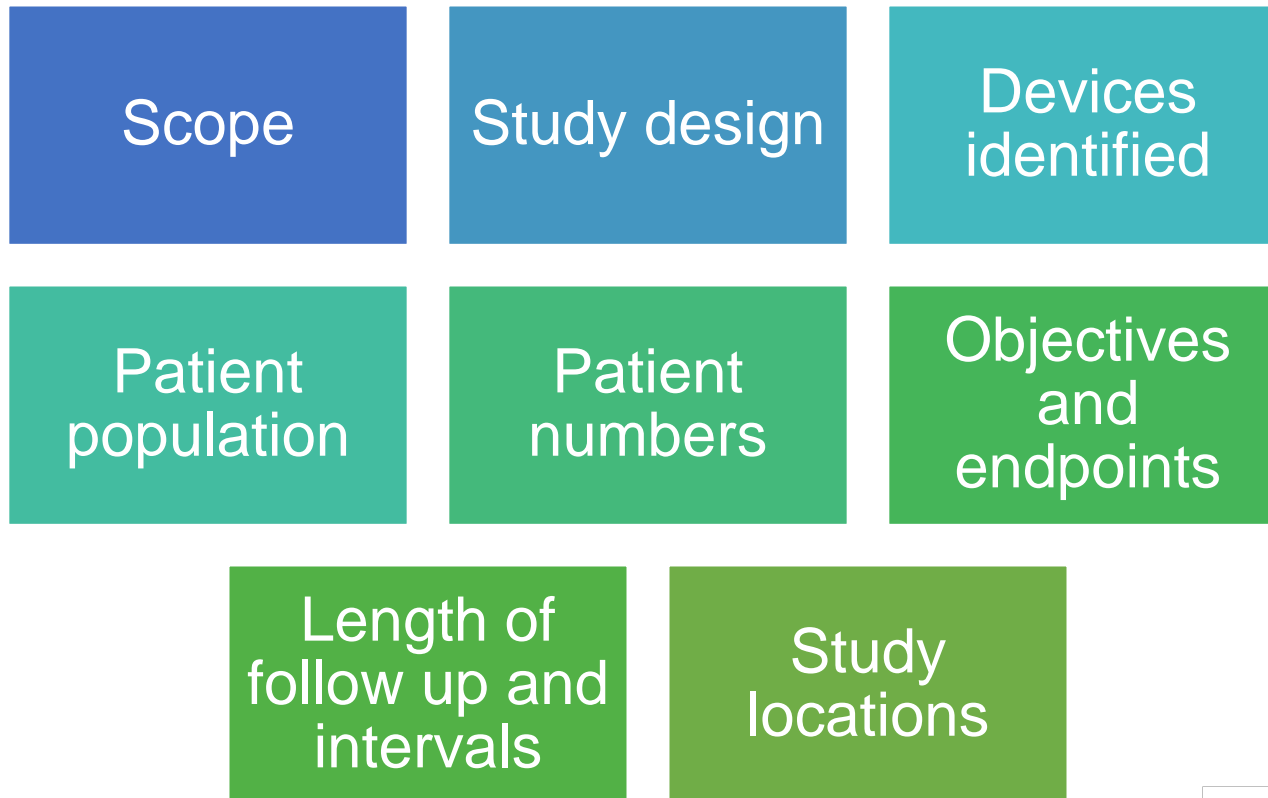 Scope
Study design
Devices
identified
Patient
population
Patient
numbers
Objectives
and
endpoints
Length of
follow up and
intervals
Study
locations